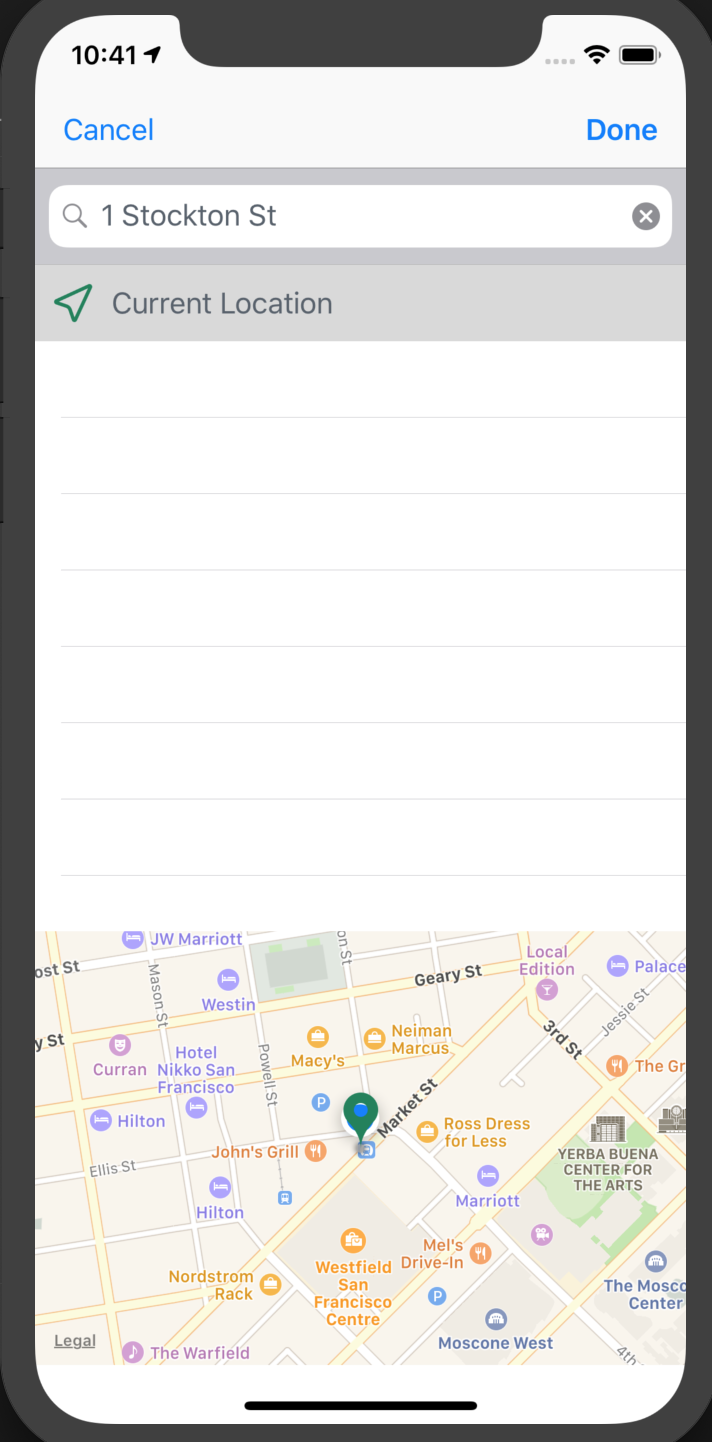 10:41
Cancel
Done
1 Stockton St
Current Location
JW Marriott
on St
Local
Edition
Palace
ost St
Mason St
Westin
Geary St
Jessie St
3rd St
y St
Curran
Hotel
Nikko San
Francisco
Powell St
Macy's
Neiman
Marcus
The Gr
P
Market St
Hilton
Ross Dress
for Less
John's Grill
YERBA BUENA
CENTER FOR
THE ARTS
Ellis St
Hilton
Marriott
Westfield
San
Francisco
Centre
Mel's
Drive-In
Nordstrom
Rack
P
The Mosco
Center
Moscone West
Legal
The Warfield
4th